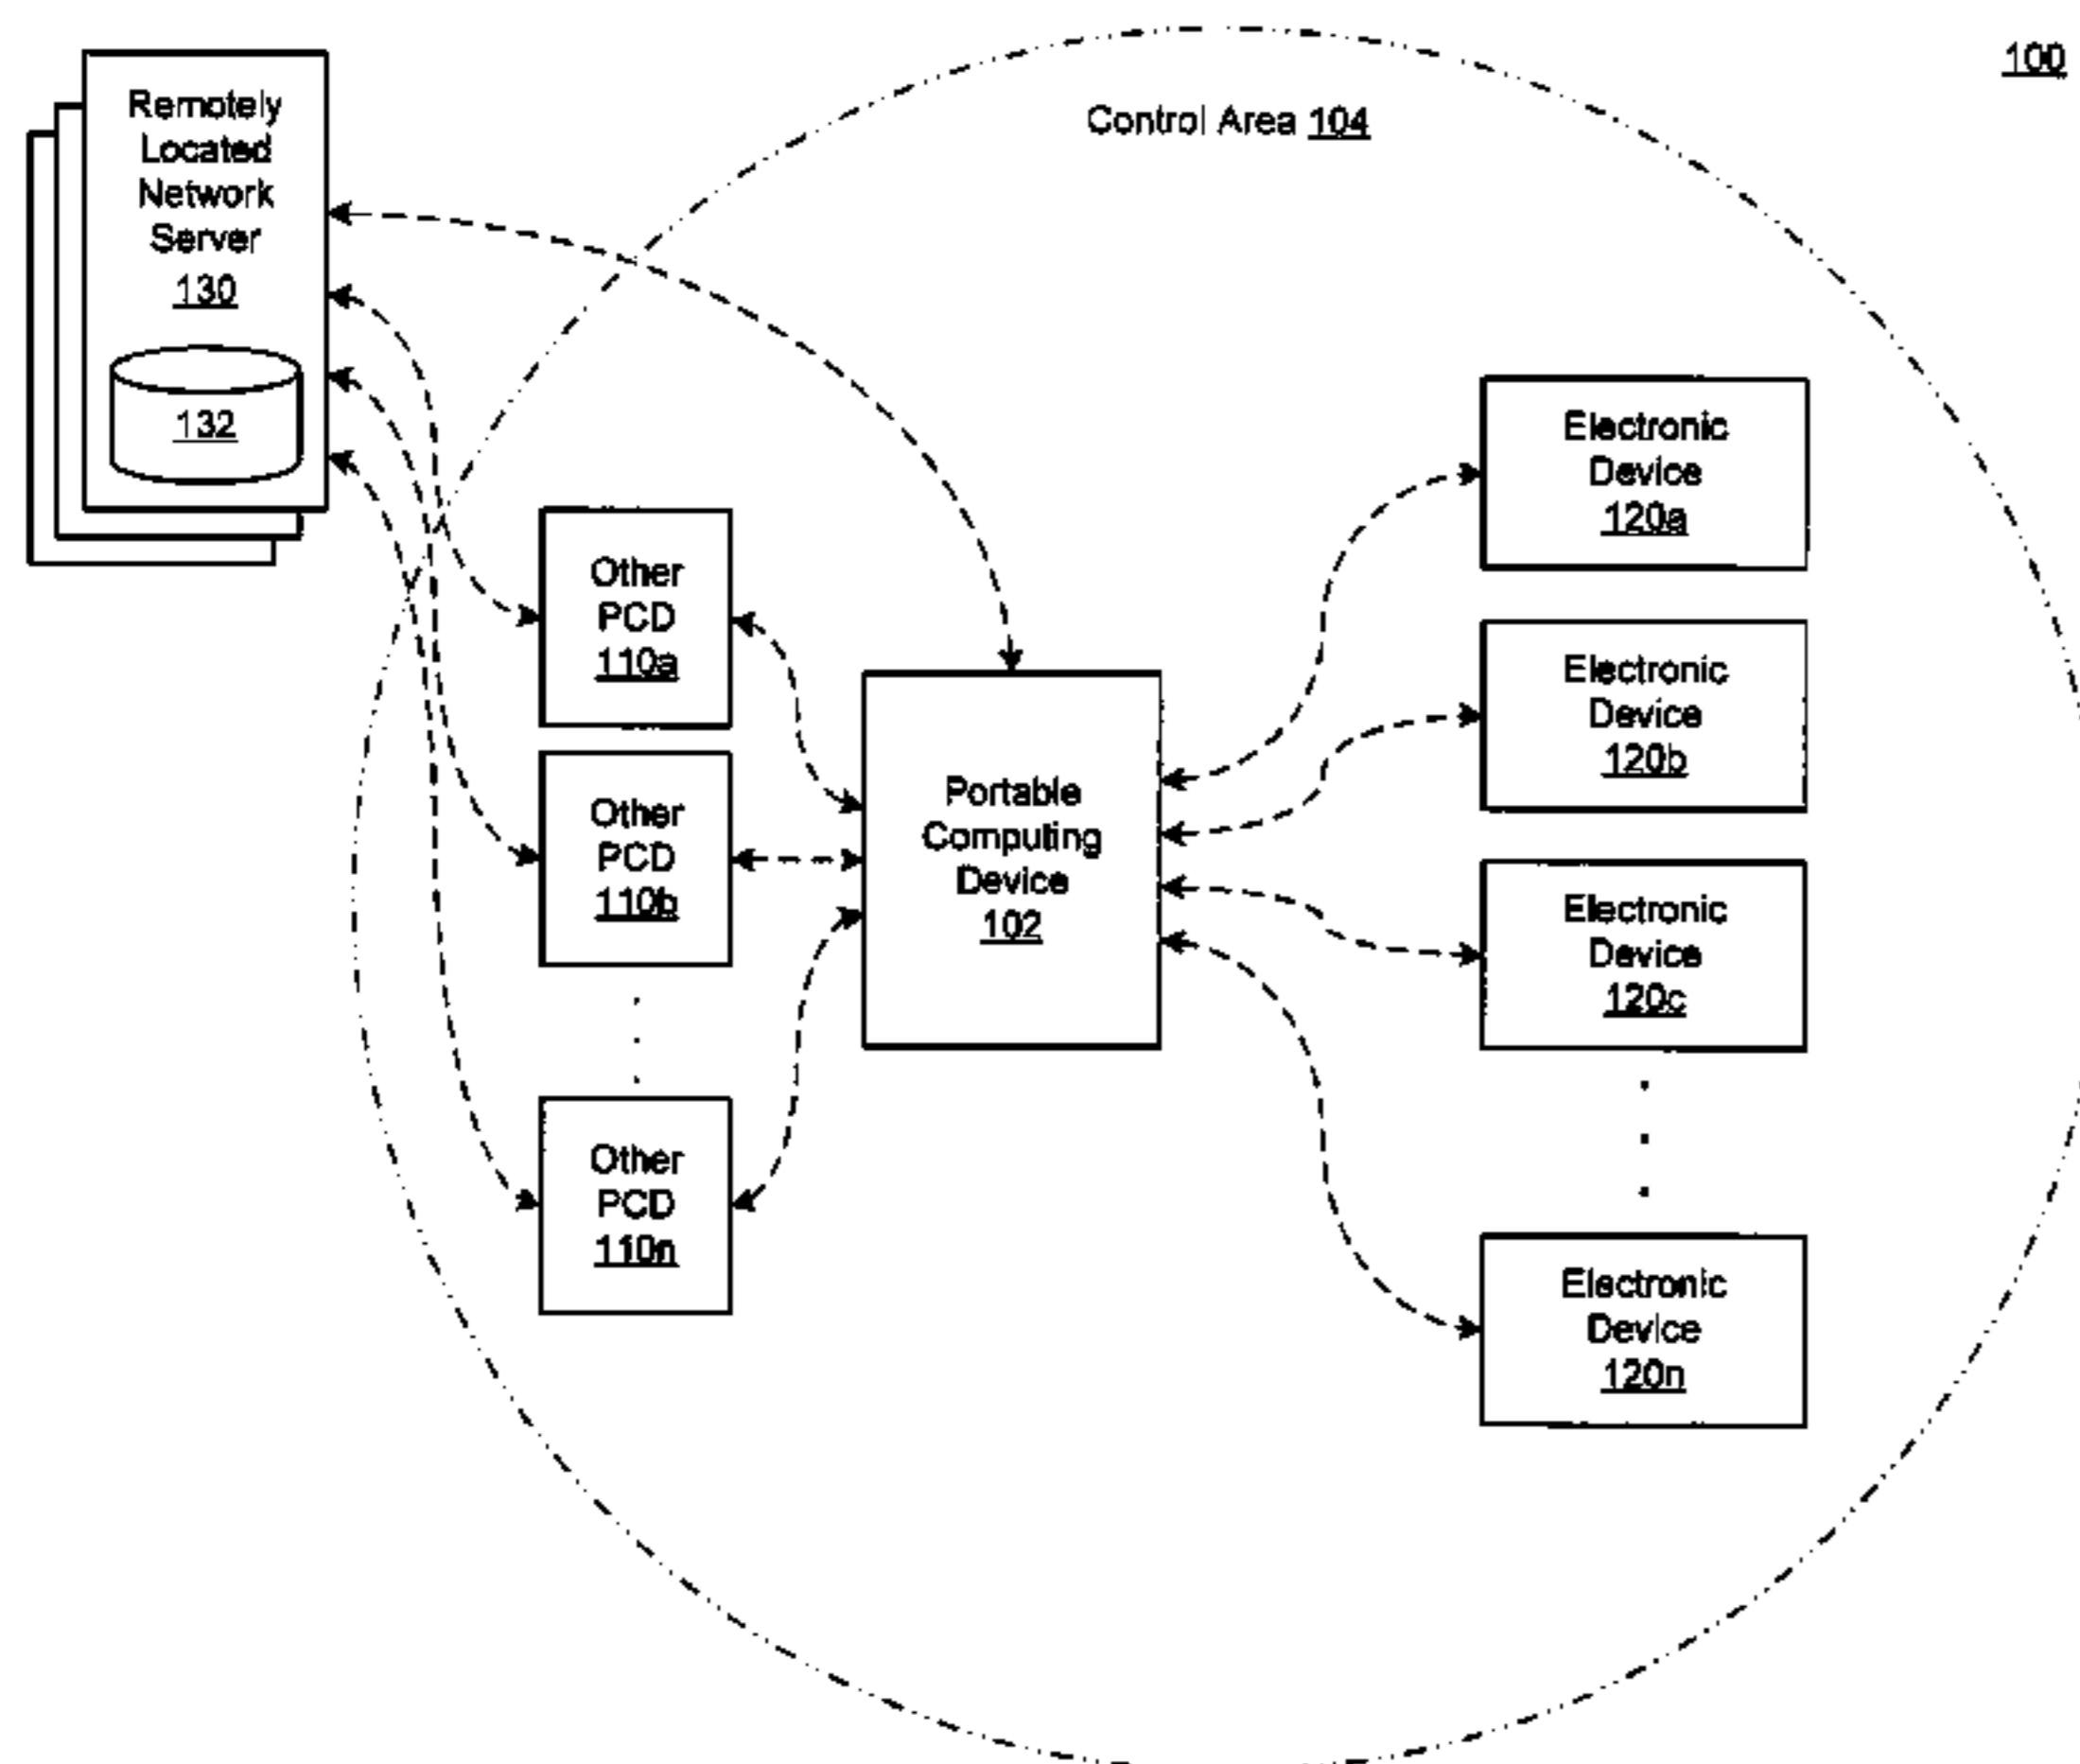 100
Control Area 104
Remotely
Located
Network
Server
130
132
Other
PCD
110a
Other
PCD
110b
Other
PCD
110n
Portable
Computing
Device
102
Electronic
Device
120a
Electronic
Device
120b
Electronic
Device
120c
Electronic
Device
120n